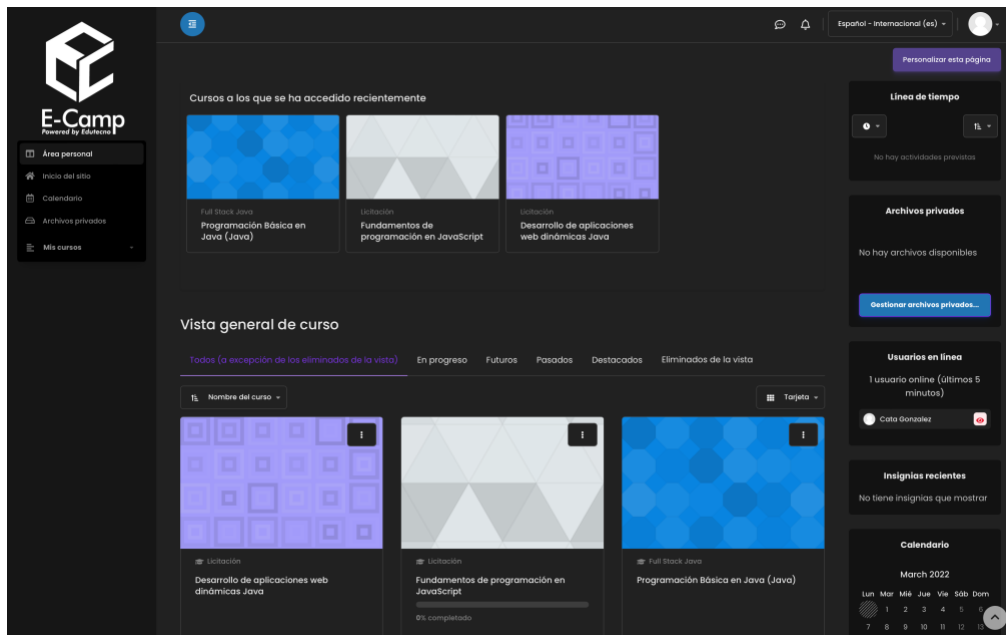 E-Camp
Powered by Edutecno
Área personal
Inicio del sitio
Calendario
Archivos privados
Mis cursos
Español - Internacional (es)
Personalizar esta página
Cursos a los que se ha accedido recientemente
Full Stack Java
Programación Básica en
Java (Java)
Licitación
Fundamentos de
programación en JavaScript
Licitación
Desarrollo de aplicaciones
web dinámicas Java
Vista general de curso
Todos (a excepción de los eliminados de la vista)
En progreso
Futuros
Pasados
Destacados
Eliminados de la vista
Nombre del curso
Tarjeta
Licitación
Desarrollo de aplicaciones web
dinámicas Java
Licitación
Fundamentos de programación en
JavaScript
0% completado
Full Stack Java
Programación Básica en Java (Java)
Línea de tiempo
No hay actividades previstas
Archivos privados
No hay archivos disponibles
Gestionar archivos privados...
Usuarios en línea
1 usuario online (últimos 5
minutos)
Cata Gonzalez
Insignias recientes
No tiene insignias que mostrar
Calendario
March 2022
Lun Mar Mié Jue Vie Sáb Dom
1 2 3 4 5 6
7 8 9 10 11 12 13